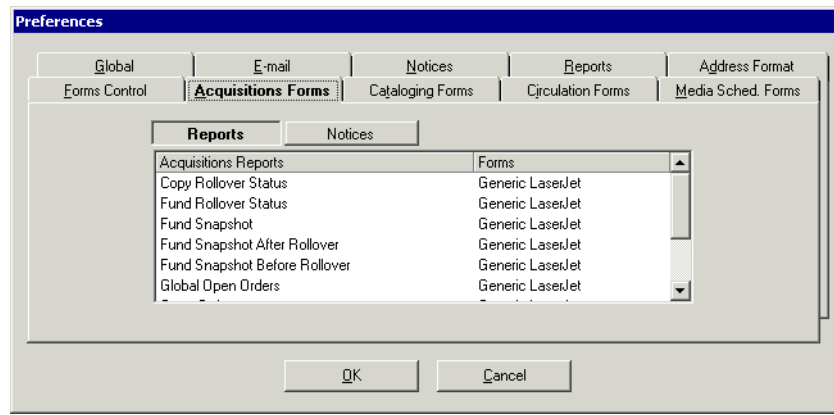 Preferences
Global E-mail Notices Reports Address Format
Forms Control Acquisitions Forms Cataloging Forms Circulation Forms Media Sched. Forms
Reports Notices
Acquisitions Reports Forms
Copy Rollover Status Generic LaserJet
Fund Rollover Status Generic LaserJet
Fund Snapshot Generic LaserJet
Fund Snapshot After Rollover Generic LaserJet
Fund Snapshot Before Rollover Generic LaserJet
Global Open Orders Generic LaserJet
OK Cancel